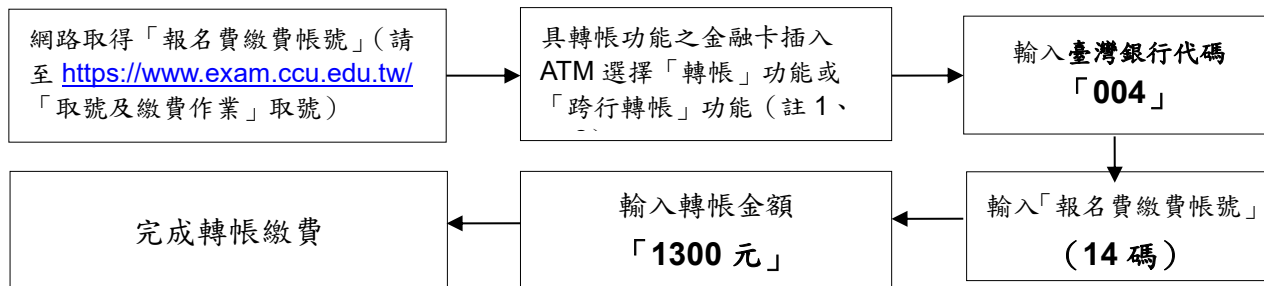 網路取得「報名費繳費帳號」(請
至 https://www.exam.ccu.edu.tw/
「取號及繳費作業」取號)
具轉帳功能之金融卡插入
ATM 選擇「轉帳」功能或
「跨行轉帳」功能(註 1、
輸入臺灣銀行代碼
「004」
輸入「報名費繳費帳號」
(14 碼)
輸入轉帳金額
「1300 元」
完成轉帳繳費